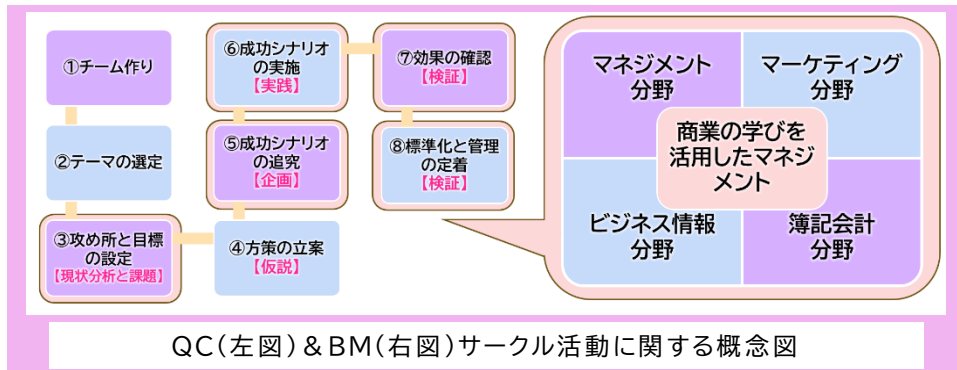 ①チーム作り
②テーマの選定
③攻め所と目標
の設定
【現状分析と課題】
④方策の立案
【仮説】
⑤成功シナリオ
の追究
【企画】
⑥成功シナリオ
の実施
【実践】
⑦効果の確認
【検証】
⑧標準化と管理
の定着
【検証】
マネジメント
分野
マーケティング
分野
商業の学びを
活用したマネジ
メント
ビジネス情報
分野
簿記会計
分野
QC(左図)&BM(右図)サークル活動に関する概念図